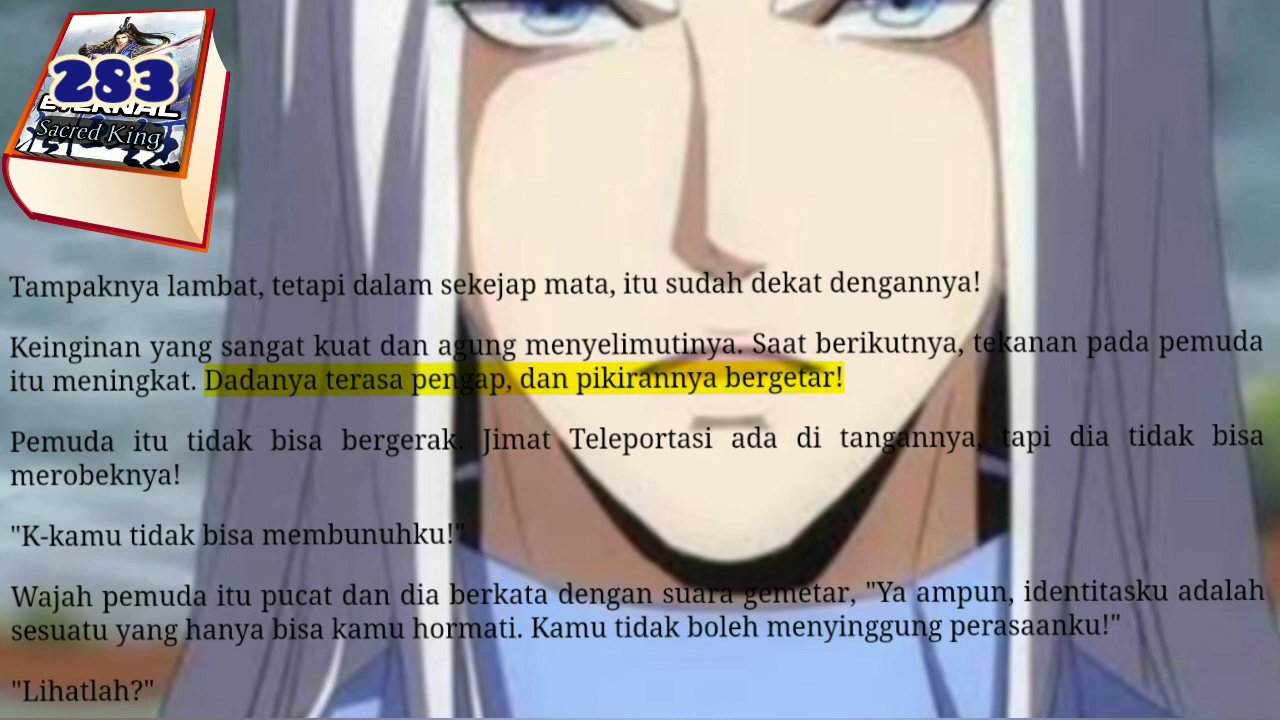 283
ETERNAL
Sacred King
Tampaknya lambat, tetapi dalam sekejap mata, itu sudah dekat dengannya!
Keinginan yang sangat kuat dan agung menyelimutinya. Saat berikutnya, tekanan pada pemuda
itu meningkat. Dadanya terasa pengap, dan pikirannya bergetar!
Pemuda itu tidak bisa bergerak. Jimat Teleportasi ada di tangannya, tapi dia tidak bisa
merobeknya!
"K-kamu tidak bisa membunuhku!"
Wajah pemuda itu pucat dan dia berkata dengan suara gemetar, "Ya ampun, identitasku adalah
sesuatu yang hanya bisa kamu hormati. Kamu tidak boleh menyinggung perasaanku!"
"Lihatlah?"